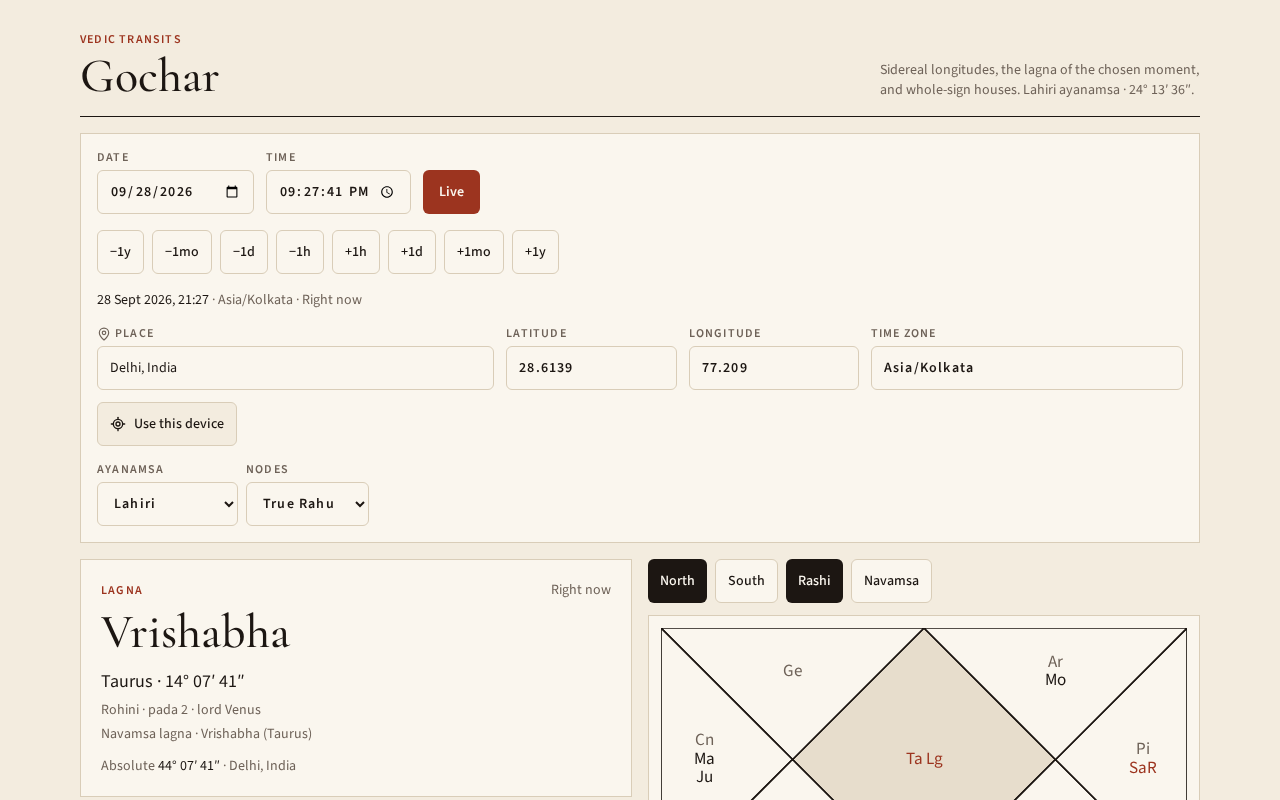 VEDIC TRANSITS
Gochar
Sidereal longitudes, the lagna of the chosen moment,
and whole-sign houses. Lahiri ayanamsa · 24° 13′ 36″.
DATE
TIME
09/28/2026
09:27:41 PM
Live
−1y
−1mo
−1d
−1h
+1h
+1d
+1mo
+1y
28 Sept 2026, 21:27 · Asia/Kolkata · Right now
PLACE
LATITUDE
LONGITUDE
TIME ZONE
Delhi, India
28.6139
77.209
Asia/Kolkata
Use this device
AYANAMSA
NODES
Lahiri
True Rahu
LAGNA
Right now
Vrishabha
Taurus · 14° 07′ 41″
Rohini · pada 2 · lord Venus
Navamsa lagna · Vrishabha (Taurus)
Absolute 44° 07′ 41″ · Delhi, India
North
South
Rashi
Navamsa
Ge
Ar
Mo
Cn
Ma
Ju
Ta Lg
Pi
SaR